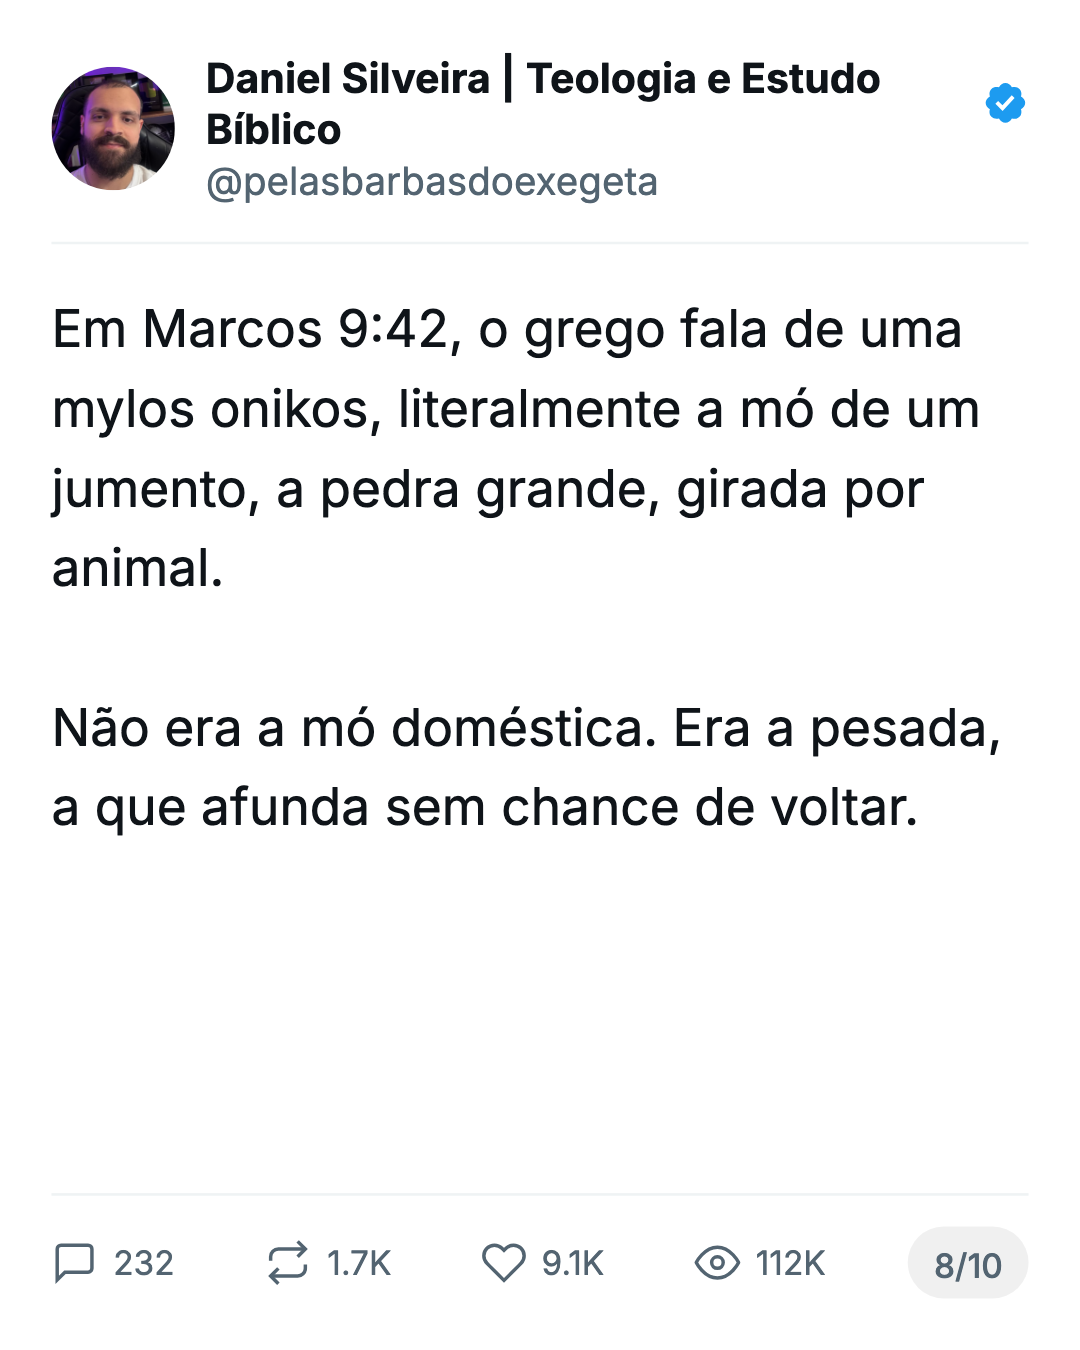 Daniel Silveira | Teologia e Estudo
Bíblico
@pelasbarbasdoexegeta
Em Marcos 9:42, o grego fala de uma
mylos onikos, literalmente a mó de um
jumento, a pedra grande, girada por
animal.
Não era a mó doméstica. Era a pesada,
a que afunda sem chance de voltar.
232 1.7K 9.1K 112K 8/10